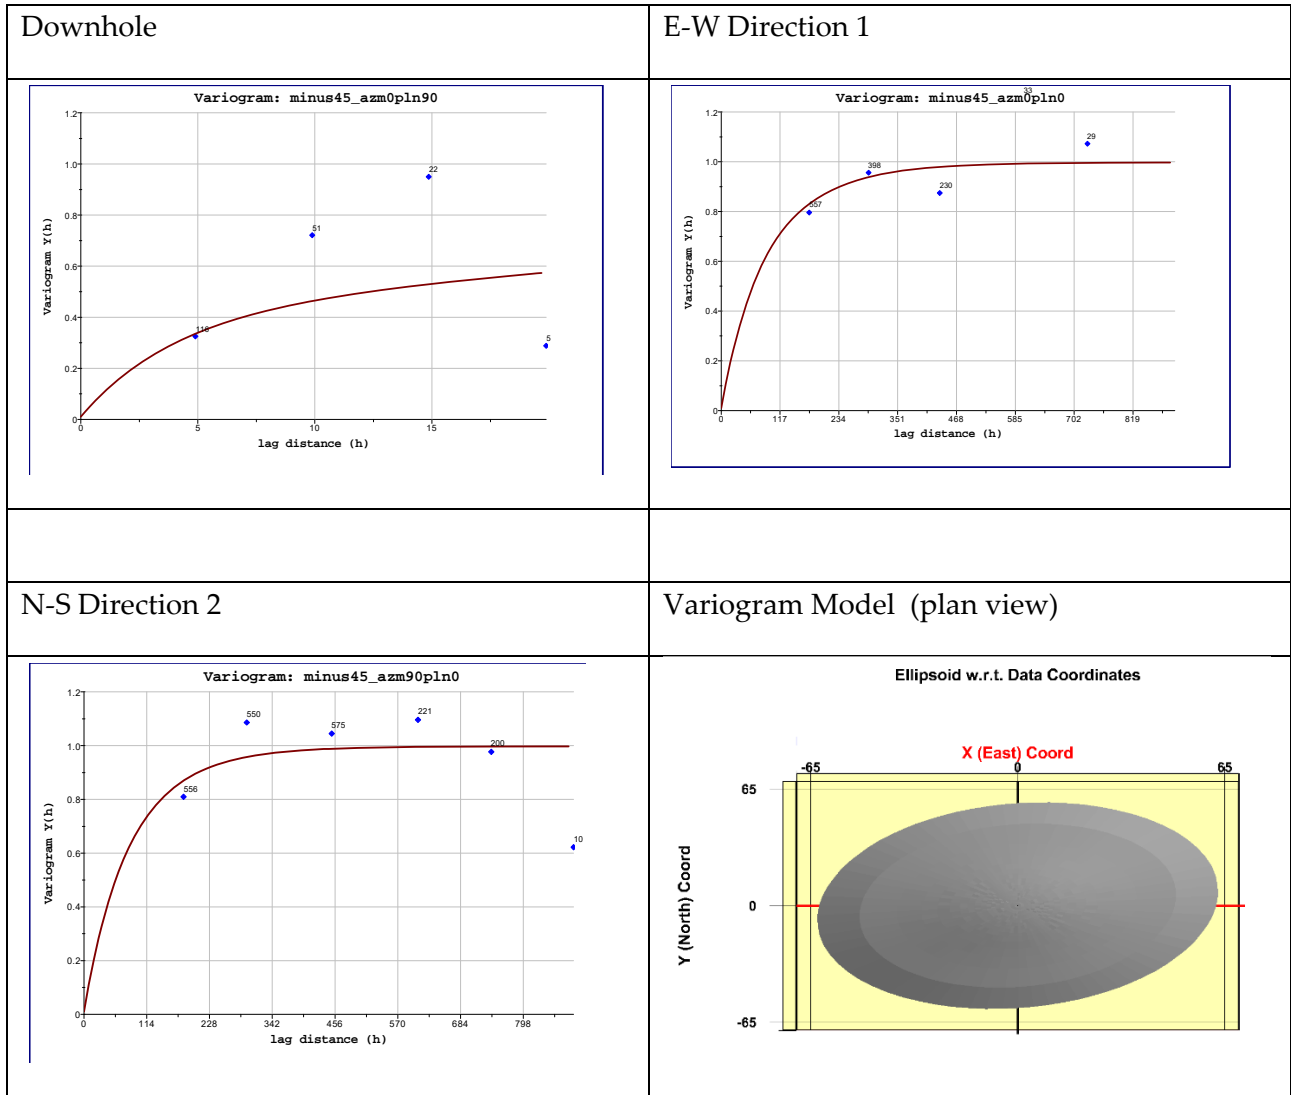 Downhole
E-W Direction 1
Variogram: minus45_azm0pln90
1.2
1.0
0.8
0.6
0.4
0.2
0
Variogram Y(h)
22
51
116
5
0 5 10 15
lag distance (h)
Variogram: minus45_azm0pln0
33
1.2
1.0
0.8
0.6
0.4
0.2
0
Variogram Y(h)
29
398
230
557
0 117 234 351 468 585 702 819
lag distance (h)
N-S Direction 2
Variogram Model (plan view)
Variogram: minus45_azm90pln0
1.2
1.0
0.8
0.6
0.4
0.2
0
Variogram Y(h)
550
575
221
200
556
10
0 114 228 342 456 570 684 798
lag distance (h)
Ellipsoid w.r.t. Data Coordinates
X (East) Coord
-65 0 65
65
0
-65
Y (North) Coord